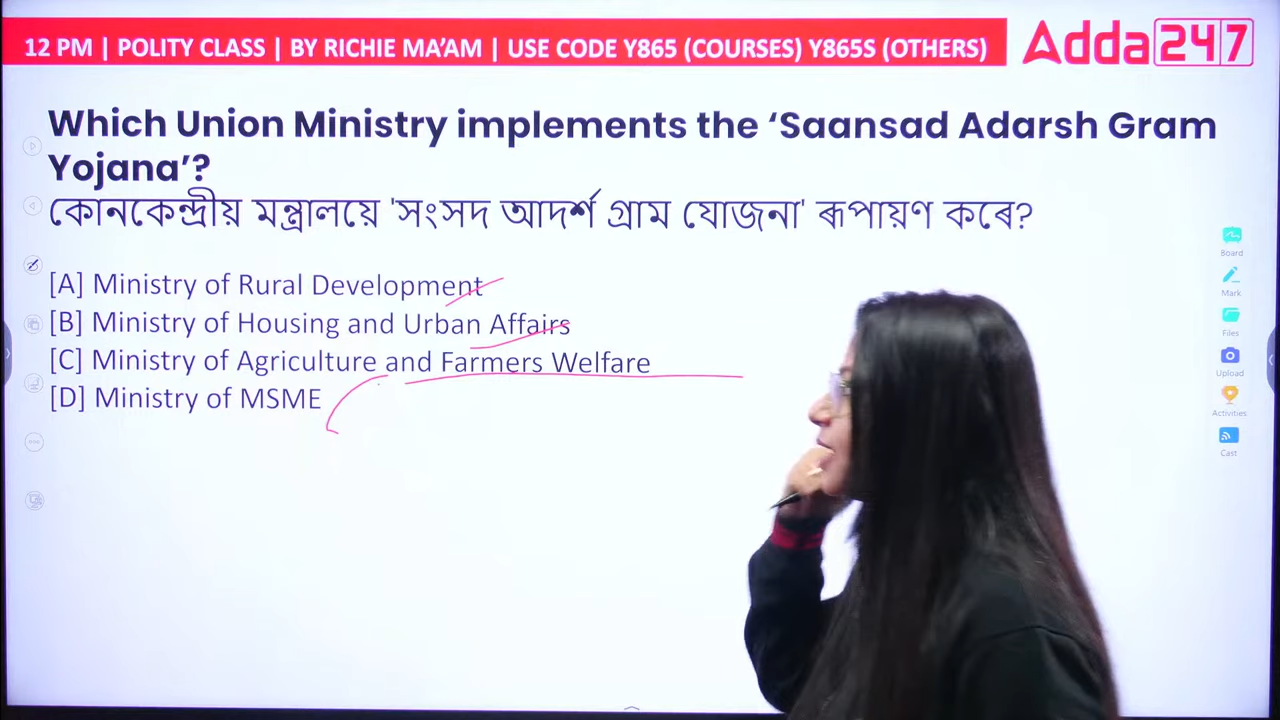 12 PM | POLITY CLASS | BY RICHIE MA'AM | USE CODE Y865 (COURSES) Y865S (OTHERS)
Adda247
Which Union Ministry implements the ‘Saansad Adarsh Gram
Yojana’?
কোনকেন্দ্রীয় মন্ত্ৰালয়ে 'সংসদ আদৰ্শ গ্ৰাম যোজনা' ৰূপায়ণ কৰে?
[A] Ministry of Rural Development
[B] Ministry of Housing and Urban Affairs
[C] Ministry of Agriculture and Farmers Welfare
[D] Ministry of MSME
Board
Mark
Files
Upload
Activities
Cast